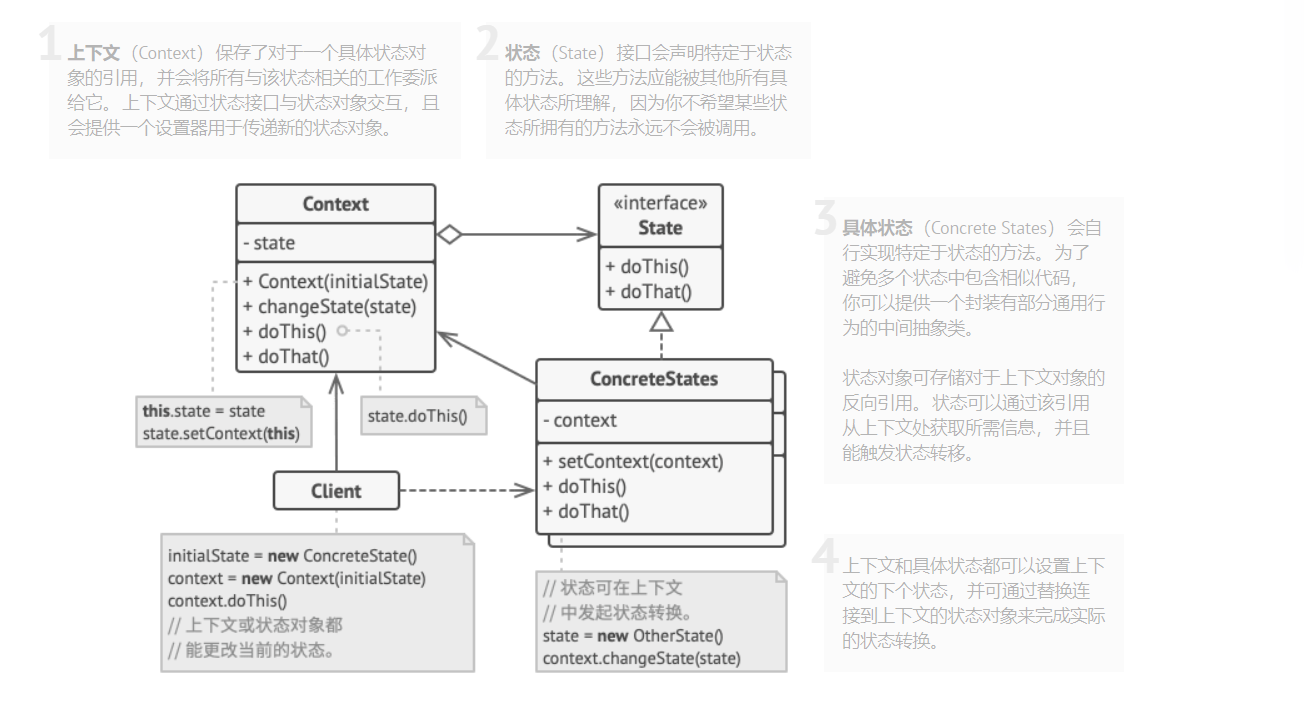 1
上下文（Context）保存了对于一个具体状态对
象的引用，并会将所有与该状态相关的工作委派
给它。上下文通过状态接口与状态对象交互，且
会提供一个设置器用于传递新的状态对象。
2
状态（State）接口会声明特定于状态
的方法。这些方法应能被其他所有具
体状态所理解，因为你不希望某些状
态所拥有的方法永远不会被调用。
Context
- state
+ Context(initialState)
+ changeState(state)
+ doThis()
+ doThat()
«interface»
State
+ doThis()
+ doThat()
3
具体状态（Concrete States）会自
行实现特定于状态的方法。为了
避免多个状态中包含相似代码，
你可以提供一个封装有部分通用行
为的中间抽象类。
状态对象可存储对于上下文对象的
反向引用。状态可以通过该引用
从上下文处获取所需信息，并且
能触发状态转移。
this.state = state
state.setContext(this)
state.doThis()
ConcreteStates
- context
+ setContext(context)
+ doThis()
+ doThat()
Client
initialState = new ConcreteState()
context = new Context(initialState)
context.doThis()
// 上下文或状态对象都
// 能更改当前的状态。
// 状态可在上下文
// 中发起状态转换。
state = new OtherState()
context.changeState(state)
4
上下文和具体状态都可以设置上下
文的下个状态，并可通过替换连
接到上下文的状态对象来完成实际
的状态转换。